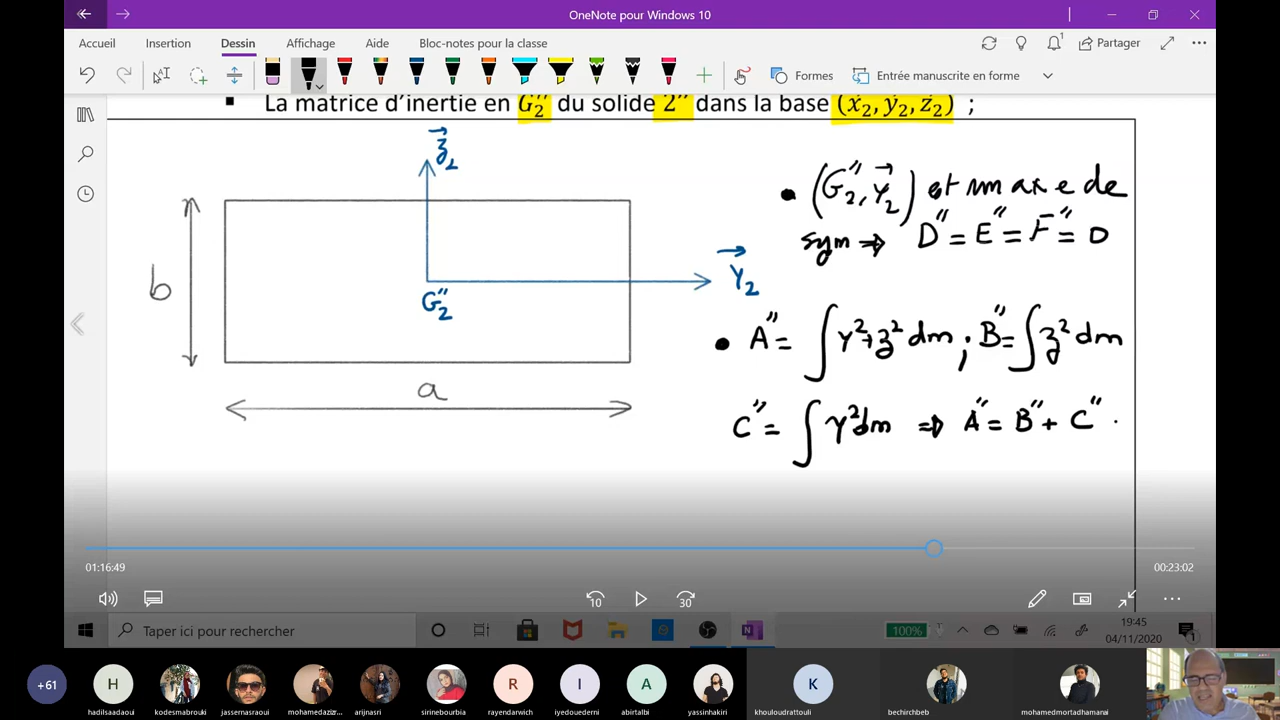 OneNote pour Windows 10
Accueil Insertion Dessin Affichage Aide Bloc-notes pour la classe
Partager
Formes Entrée manuscrite en forme
▪ La matrice d'inertie en G₂″ du solide 2″ dans la base (x₂, y₂, z₂) ;
z₂
• (G₂″, Y₂) est un axe de
sym ⇒ D″ = E″ = F″ = 0
b
Y₂
G₂″
• A″ = ∫ y²+z² dm ; B″ = ∫ z² dm
a
C″ = ∫ y² dm ⇒ A″ = B″ + C″.
01:16:49
00:23:02
10
30
Taper ici pour rechercher
100%
19:45
04/11/2020
1
+61
H
R
I
A
K
hadilsaadaoui
kodesmabrouki
jassernasraoui
mohamedaziz...
arijnasri
sirinebourbia
rayendarwich
iyedouederni
abirtalbi
yassinhakiri
khouloudrattouli
bechirchbeb
mohamedmortadhamanai